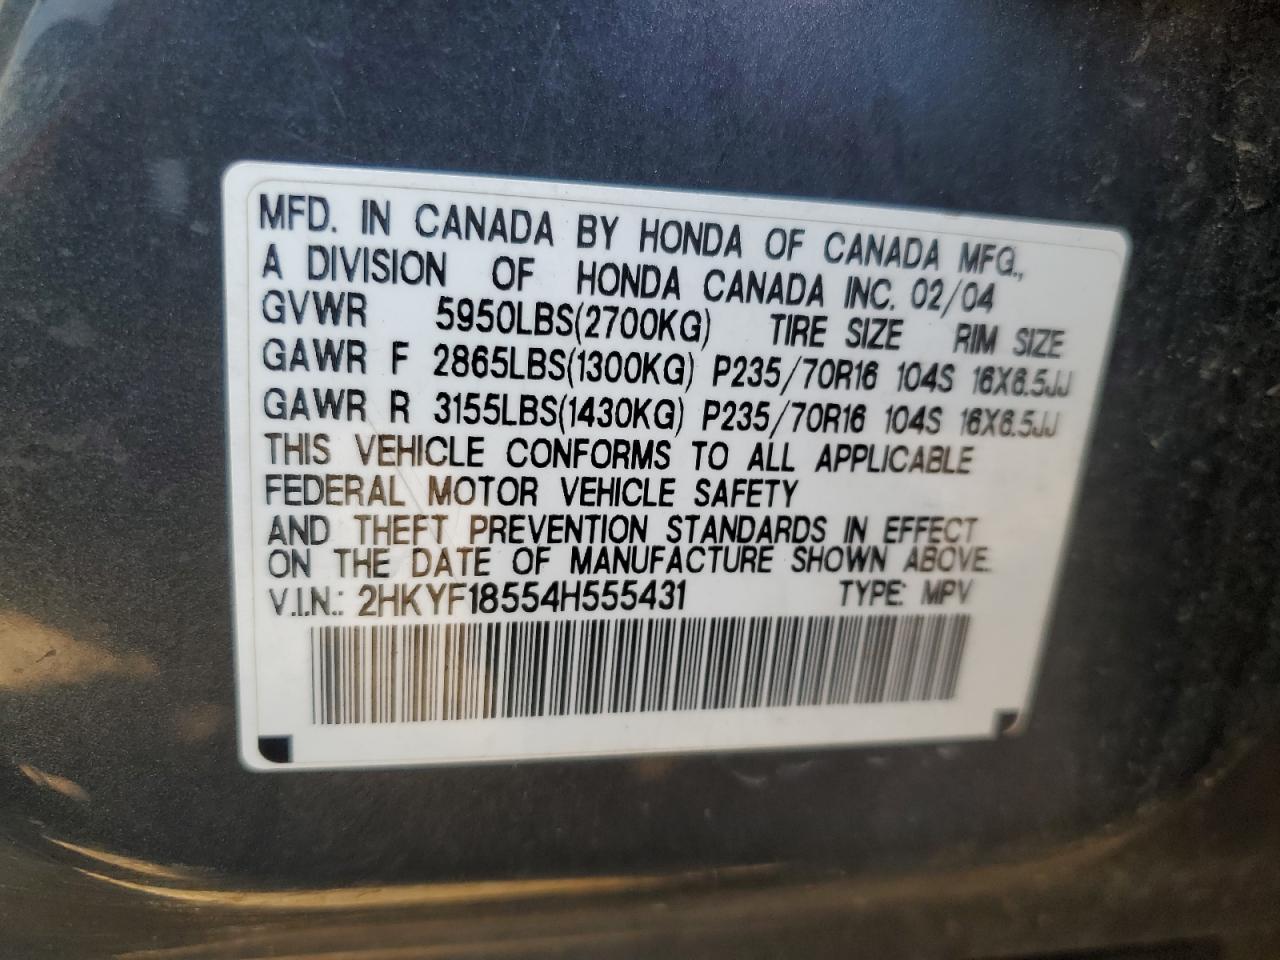 MFD. IN CANADA BY HONDA OF CANADA MFG.,
A DIVISION OF HONDA CANADA INC. 02/04
GVWR 5950LBS(2700KG) TIRE SIZE RIM SIZE
GAWR F 2865LBS(1300KG) P235/70R16 104S 16X6.5JJ
GAWR R 3155LBS(1430KG) P235/70R16 104S 16X6.5JJ
THIS VEHICLE CONFORMS TO ALL APPLICABLE
FEDERAL MOTOR VEHICLE SAFETY
AND THEFT PREVENTION STANDARDS IN EFFECT
ON THE DATE OF MANUFACTURE SHOWN ABOVE.
V.I.N.: 2HKYF18554H555431 TYPE: MPV